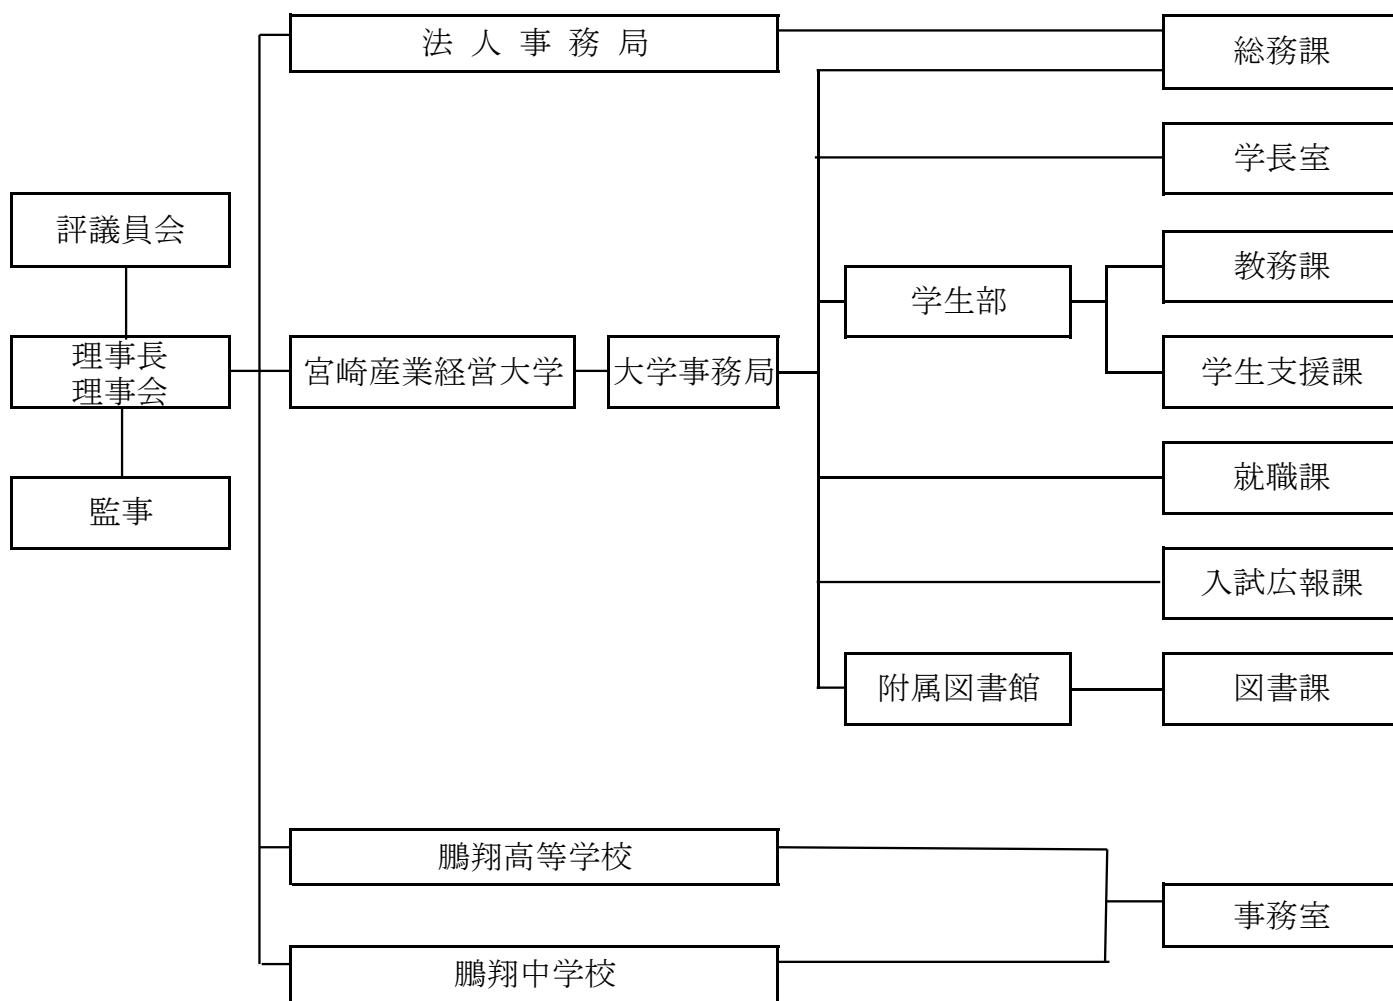 法人事務局
総務課
学長室
評議員会
教務課
学生部
理事長
理事会
宮崎産業経営大学
大学事務局
学生支援課
就職課
監事
入試広報課
附属図書館
図書課
鵬翔高等学校
事務室
鵬翔中学校